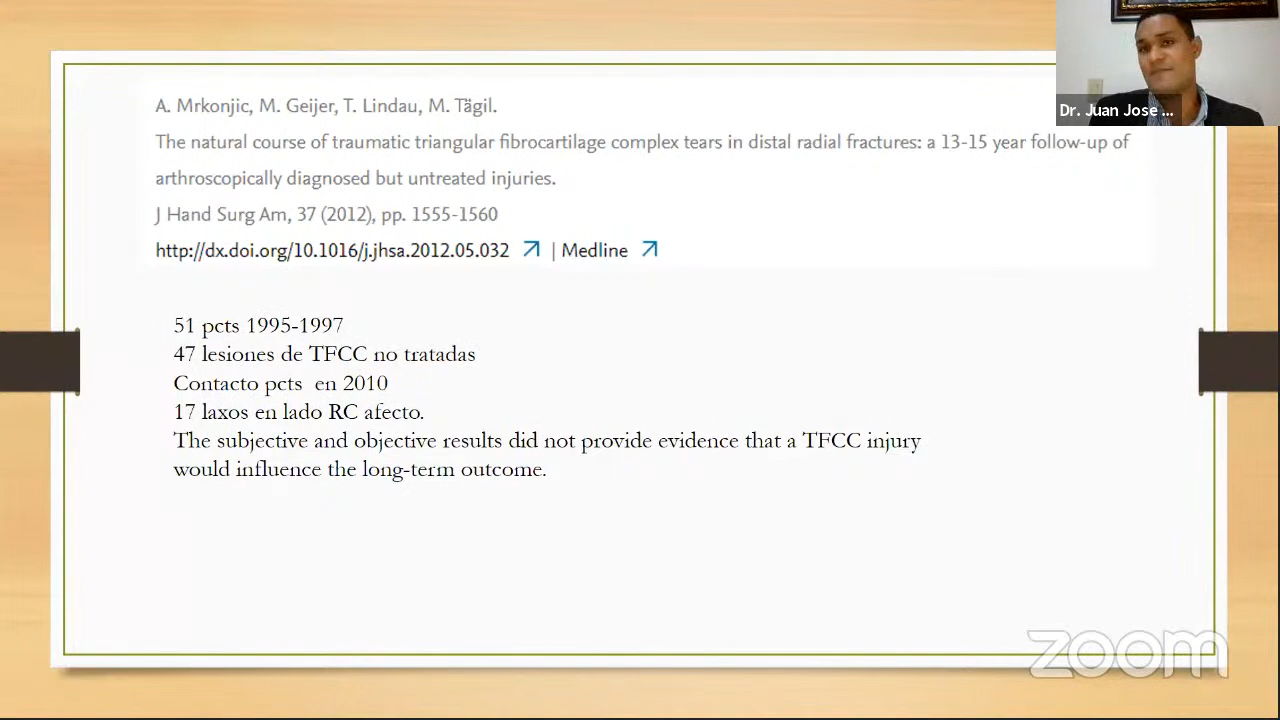 A. Mrkonjic, M. Geijer, T. Lindau, M. Tägil.
The natural course of traumatic triangular fibrocartilage complex tears in distal radial fractures: a 13-15 year follow-up of
arthroscopically diagnosed but untreated injuries.
J Hand Surg Am, 37 (2012), pp. 1555-1560
http://dx.doi.org/10.1016/j.jhsa.2012.05.032 | Medline
51 pcts 1995-1997
47 lesiones de TFCC no tratadas
Contacto pcts en 2010
17 laxos en lado RC afecto.
The subjective and objective results did not provide evidence that a TFCC injury
would influence the long-term outcome.
Dr. Juan Jose ...
zoom